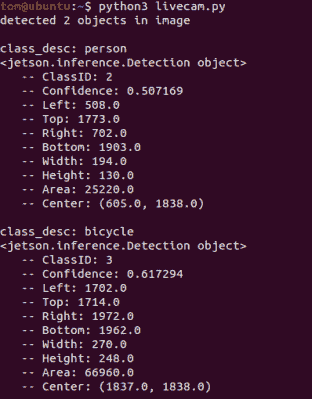 tom@ubuntu:~$ python3 livecam.py
detected 2 objects in image
class_desc: person
<jetson.inference.Detection object>
-- ClassID: 2
-- Confidence: 0.507169
-- Left: 508.0
-- Top: 1773.0
-- Right: 702.0
-- Bottom: 1903.0
-- Width: 194.0
-- Height: 130.0
-- Area: 25220.0
-- Center: (605.0, 1838.0)
class_desc: bicycle
<jetson.inference.Detection object>
-- ClassID: 3
-- Confidence: 0.617294
-- Left: 1702.0
-- Top: 1714.0
-- Right: 1972.0
-- Bottom: 1962.0
-- Width: 270.0
-- Height: 248.0
-- Area: 66960.0
-- Center: (1837.0, 1838.0)